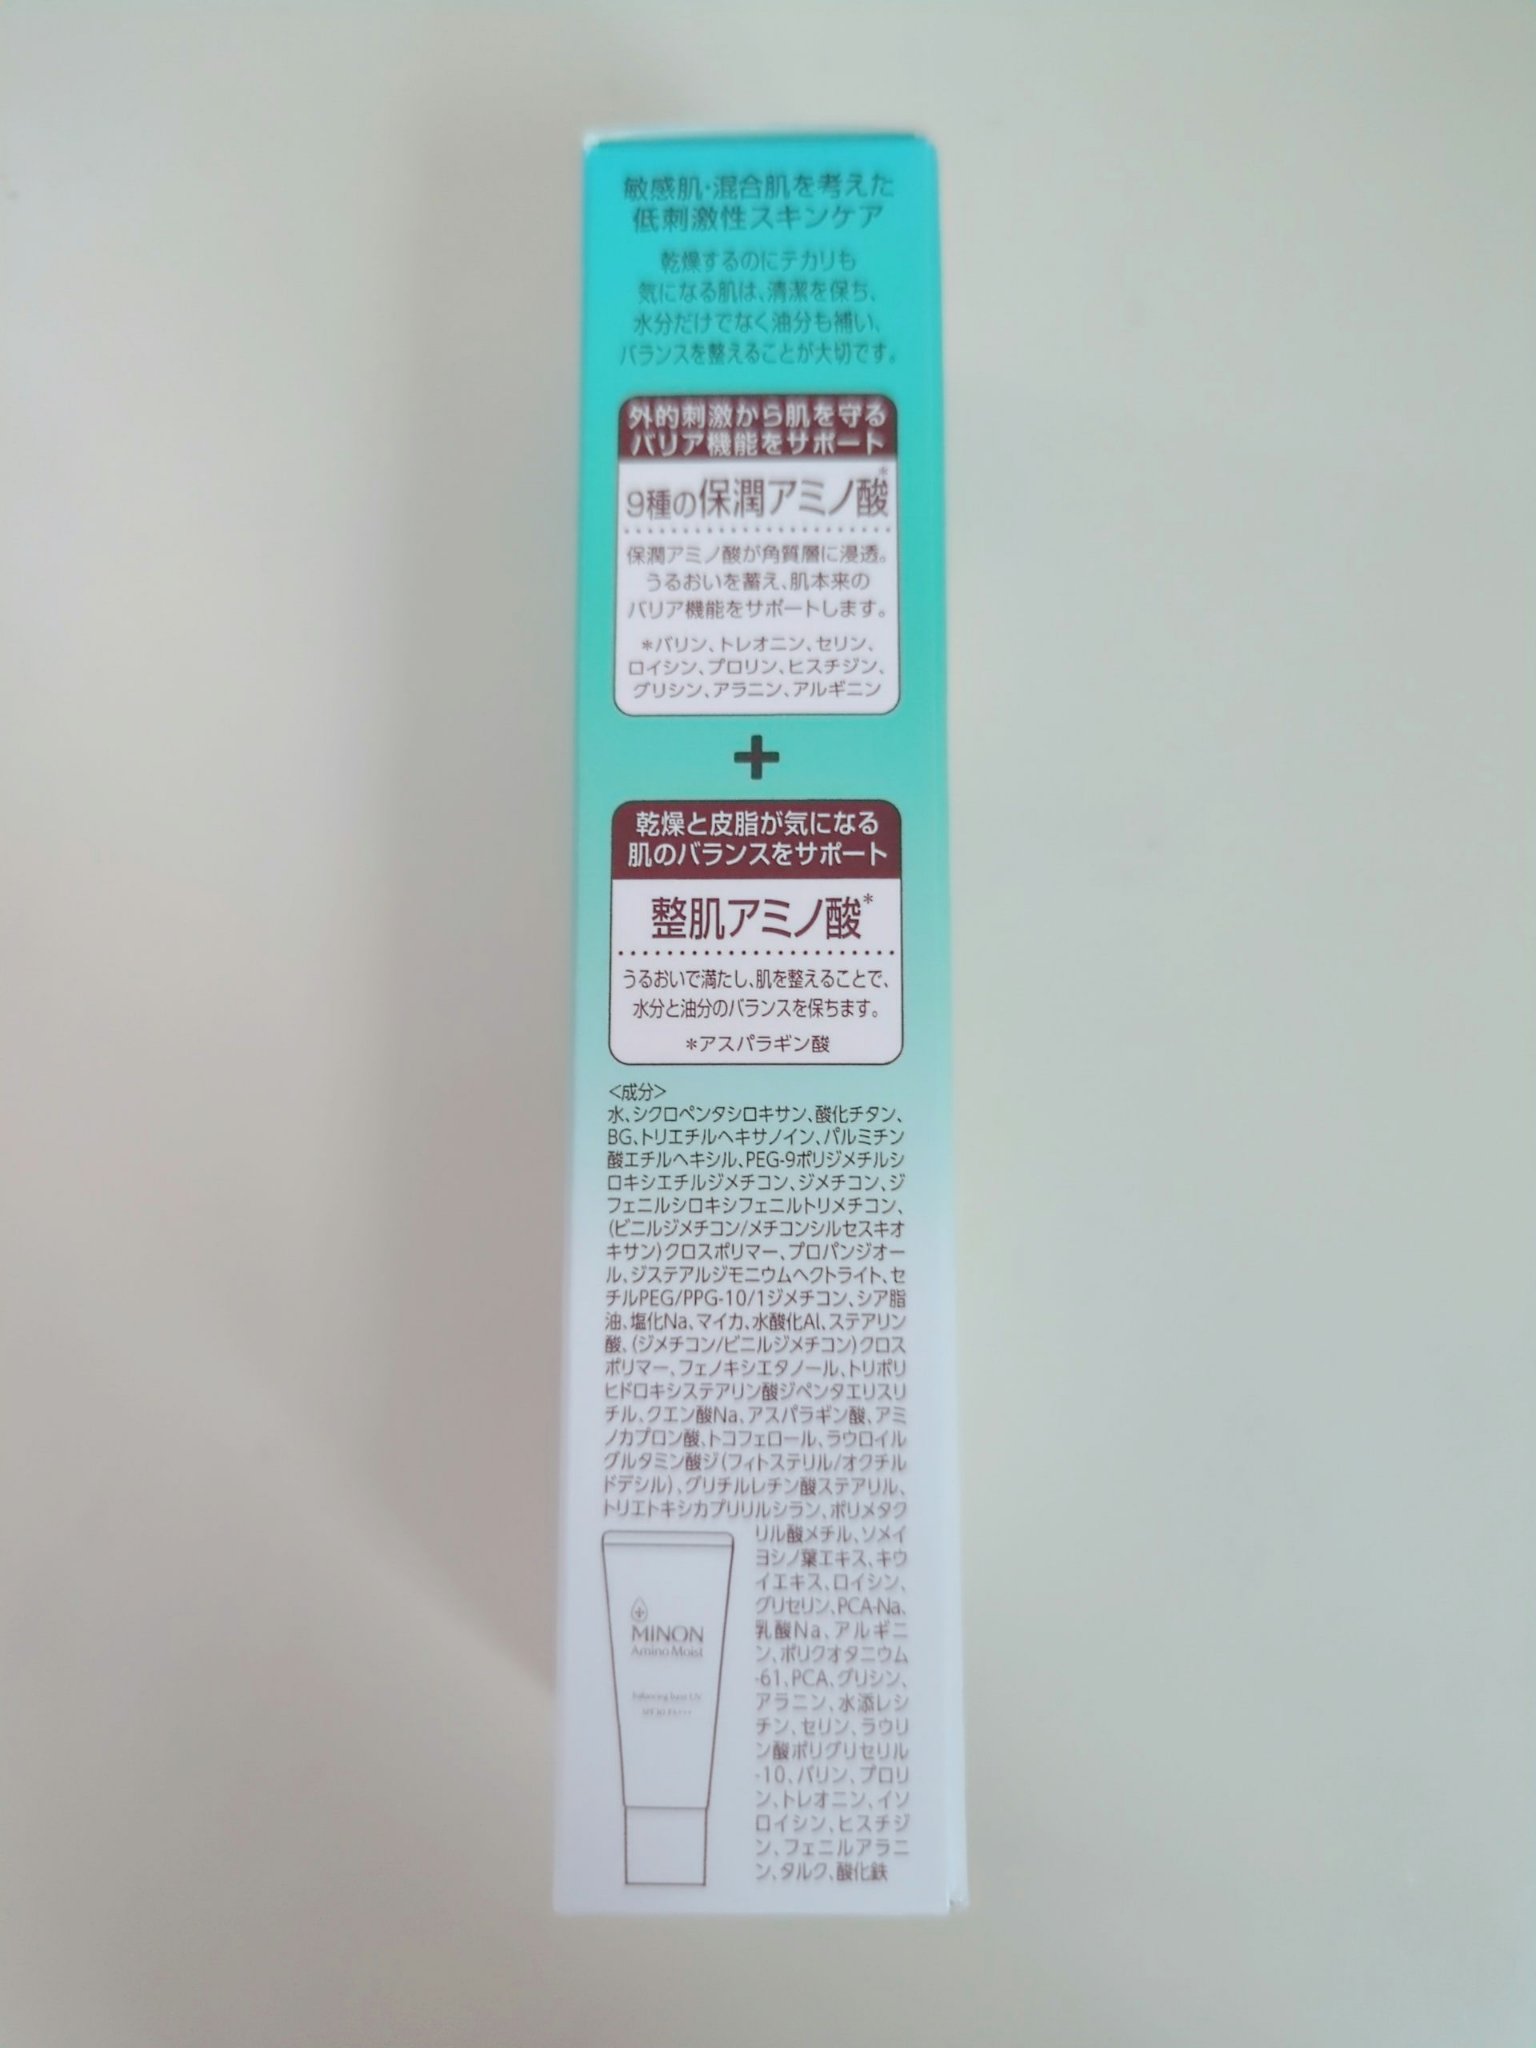 敏感肌・混合肌を考えた
低刺激性スキンケア
乾燥するのにテカリも
気になる肌は、清潔を保ち、
水分だけでなく油分も補い、
バランスを整えることが大切です。
外的刺激から肌を守る
バリア機能をサポート
9種の保潤アミノ酸*
保潤アミノ酸が角質層に浸透。
うるおいを蓄え、肌本来の
バリア機能をサポートします。
*バリン、トレオニン、セリン、
ロイシン、プロリン、ヒスチジン、
グリシン、アラニン、アルギニン
+
乾燥と皮脂が気になる
肌のバランスをサポート
整肌アミノ酸*
うるおいで満たし、肌を整えることで、
水分と油分のバランスを保ちます。
*アスパラギン酸
<成分>
水、シクロペンタシロキサン、酸化チタン、
BG、トリエチルヘキサノイン、パルミチン
酸エチルヘキシル、PEG-9ポリジメチルシ
ロキシエチルジメチコン、ジメチコン、ジ
フェニルシロキシフェニルトリメチコン、
(ビニルジメチコン/メチコンシルセスキオ
キサン)クロスポリマー、プロパンジオー
ル、ジステアルジモニウムヘクトライト、セ
チルPEG/PPG-10/1ジメチコン、シア脂
油、塩化Na、マイカ、水酸化Al、ステアリン
酸、(ジメチコン/ビニルジメチコン)クロス
ポリマー、フェノキシエタノール、トリポリ
ヒドロキシステアリン酸ジペンタエリスリ
チル、クエン酸Na、アスパラギン酸、アミ
ノカプロン酸、トコフェロール、ラウロイル
グルタミン酸ジ(フィトステリル/オクチル
ドデシル)、グリチルレチン酸ステアリル、
トリエトキシカプリリルシラン、ポリメタク
リル酸メチル、ソメイ
ヨシノ葉エキス、キウ
イエキス、ロイシン、
グリセリン、PCA-Na、
乳酸Na、アルギニ
ン、ポリクオタニウム
-61、PCA、グリシン、
アラニン、水添レシ
チン、セリン、ラウリ
ン酸ポリグリセリル
-10、バリン、プロリ
ン、トレオニン、イソ
ロイシン、ヒスチジ
ン、フェニルアラニ
ン、タルク、酸化鉄
MINON
Amino Moist